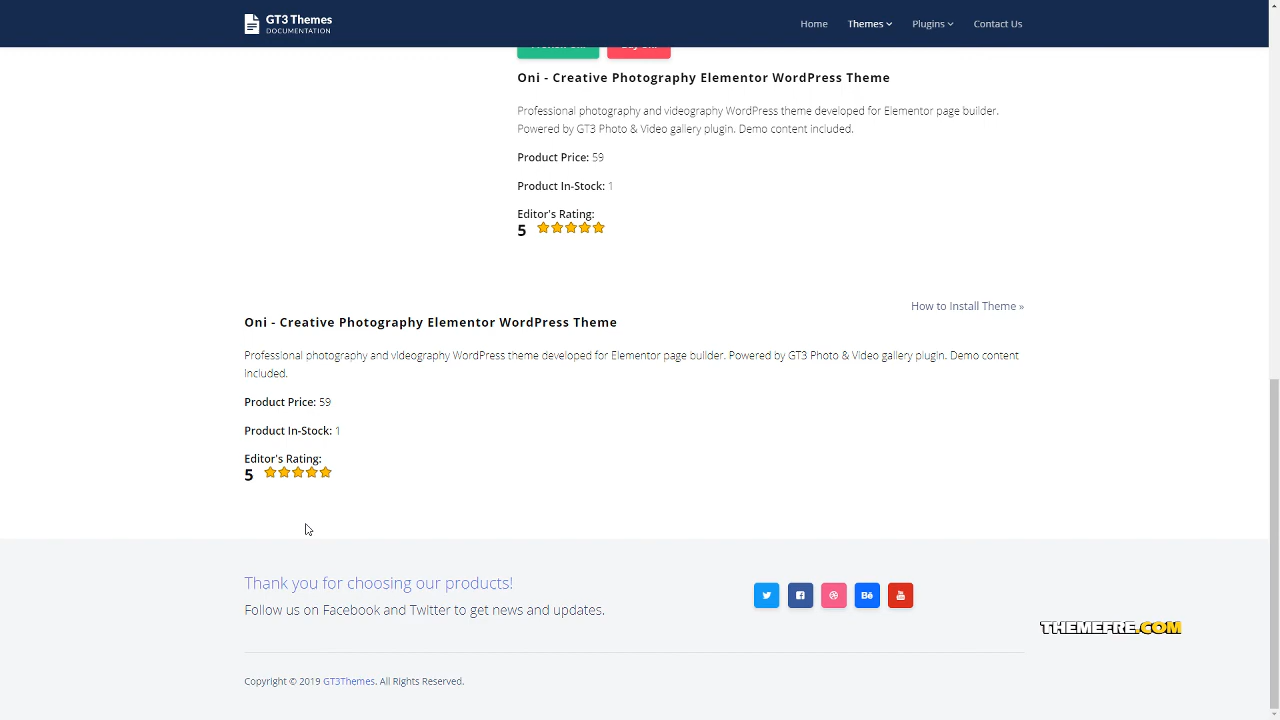 GT3 Themes
DOCUMENTATION
Home
Themes
Plugins
Contact Us
Oni - Creative Photography Elementor WordPress Theme
Professional photography and videography WordPress theme developed for Elementor page builder.
Powered by GT3 Photo & Video gallery plugin. Demo content included.
Product Price: 59
Product In-Stock: 1
Editor's Rating:
5
How to Install Theme »
Oni - Creative Photography Elementor WordPress Theme
Professional photography and videography WordPress theme developed for Elementor page builder. Powered by GT3 Photo & Video gallery plugin. Demo content
included.
Product Price: 59
Product In-Stock: 1
Editor's Rating:
5
Thank you for choosing our products!
Follow us on Facebook and Twitter to get news and updates.
THEMEFRE.COM
Copyright © 2019 GT3Themes. All Rights Reserved.